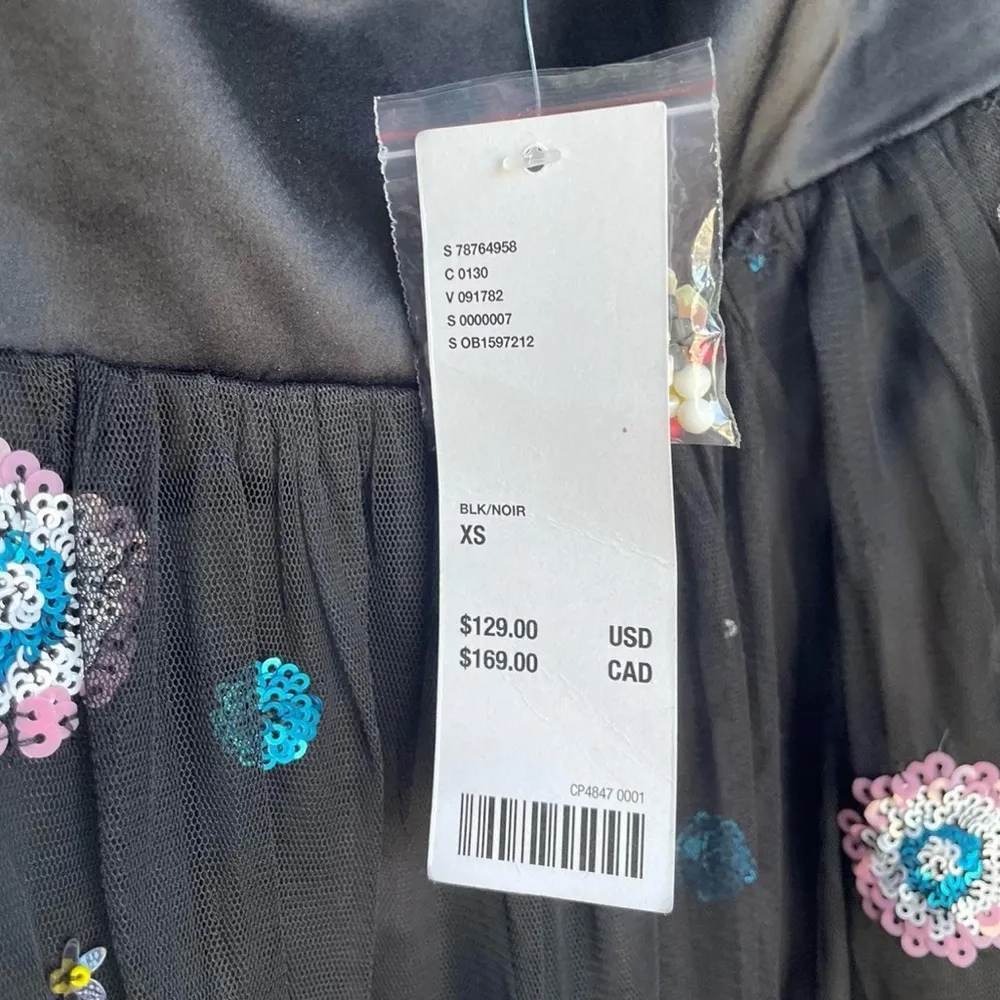 S 78764958
C 0130
V 091782
S 0000007
S OB1597212
BLK/NOIR
XS
$129.00 USD
$169.00 CAD
CP4847 0001